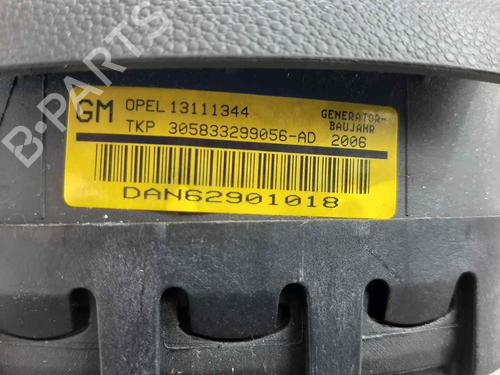 B-PARTS
GM OPEL 13111344 GENERATOR-
TKP 305833299056-AD BAUJAHR 2006
DAN62901018